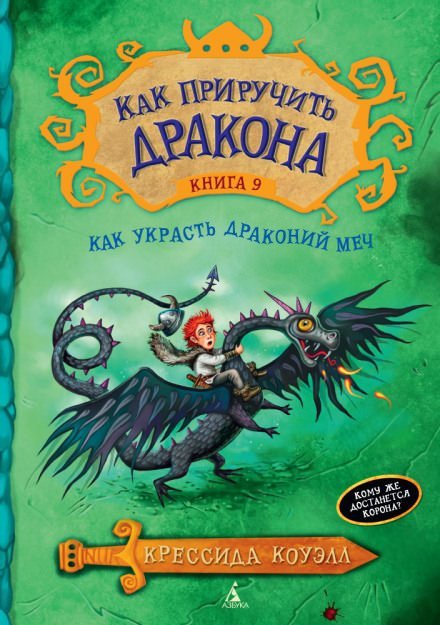 КАК ПРИРУЧИТЬ
ДРАКОНА
КНИГА 9
КАК УКРАСТЬ ДРАКОНИЙ МЕЧ
КОМУ ЖЕ
ДОСТАНЕТСЯ
КОРОНА?
КРЕССИДА КОУЭЛЛ
АЗБУКА